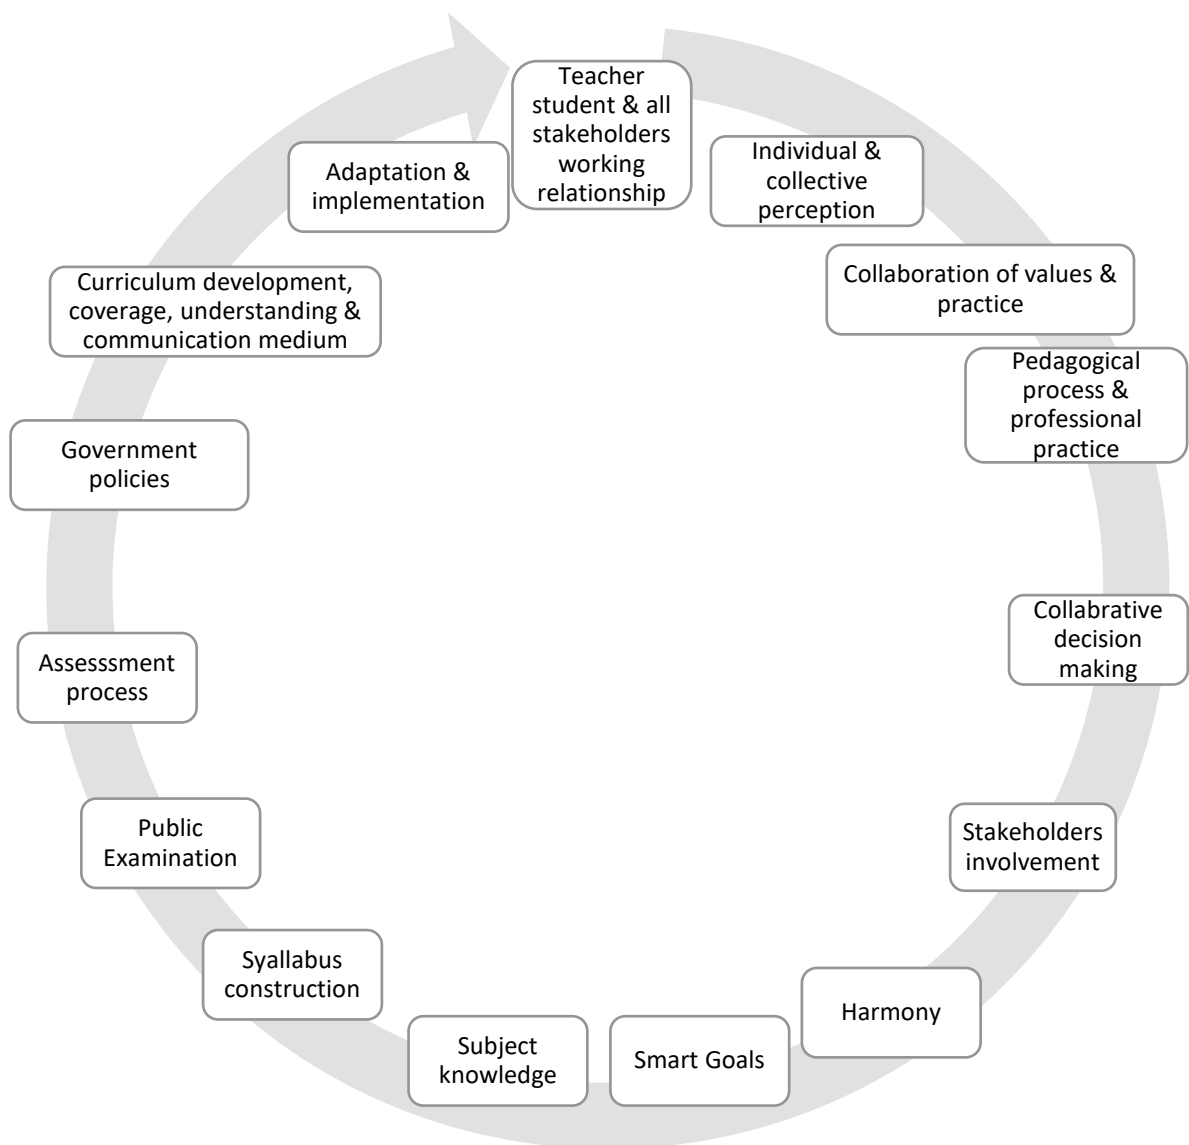 Teacher
student & all
stakeholders
working
relationship
Individual &
collective
perception
Collaboration of values &
practice
Pedagogical
process &
professional
practice
Collabrative
decision
making
Stakeholders
involvement
Harmony
Smart Goals
Subject
knowledge
Syallabus
construction
Public
Examination
Assesssment
process
Government
policies
Curriculum development,
coverage, understanding &
communication medium
Adaptation &
implementation